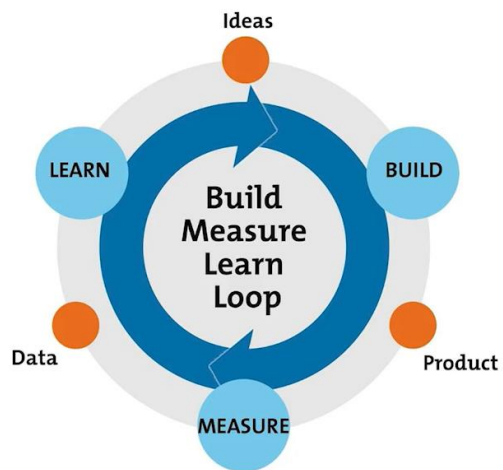 Ideas
LEARN
BUILD
Build
Measure
Learn
Loop
Data
Product
MEASURE